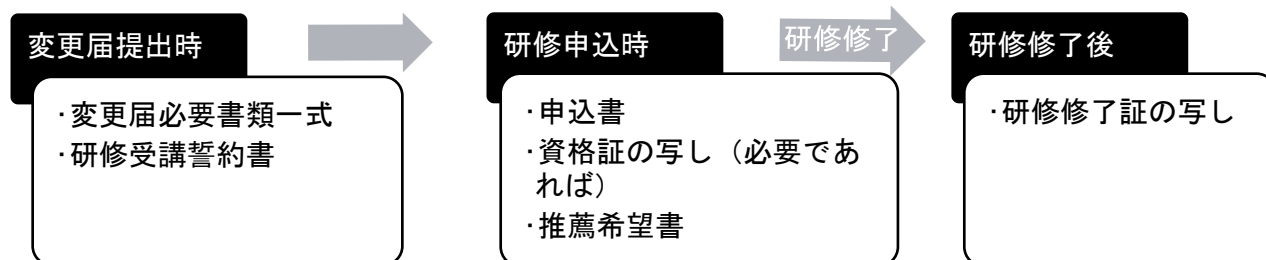 変更届提出時
・変更届必要書類一式
・研修受講誓約書
研修申込時
・申込書
・資格証の写し（必要であ
れば）
・推薦希望書
研修修了
研修修了後
・研修修了証の写し